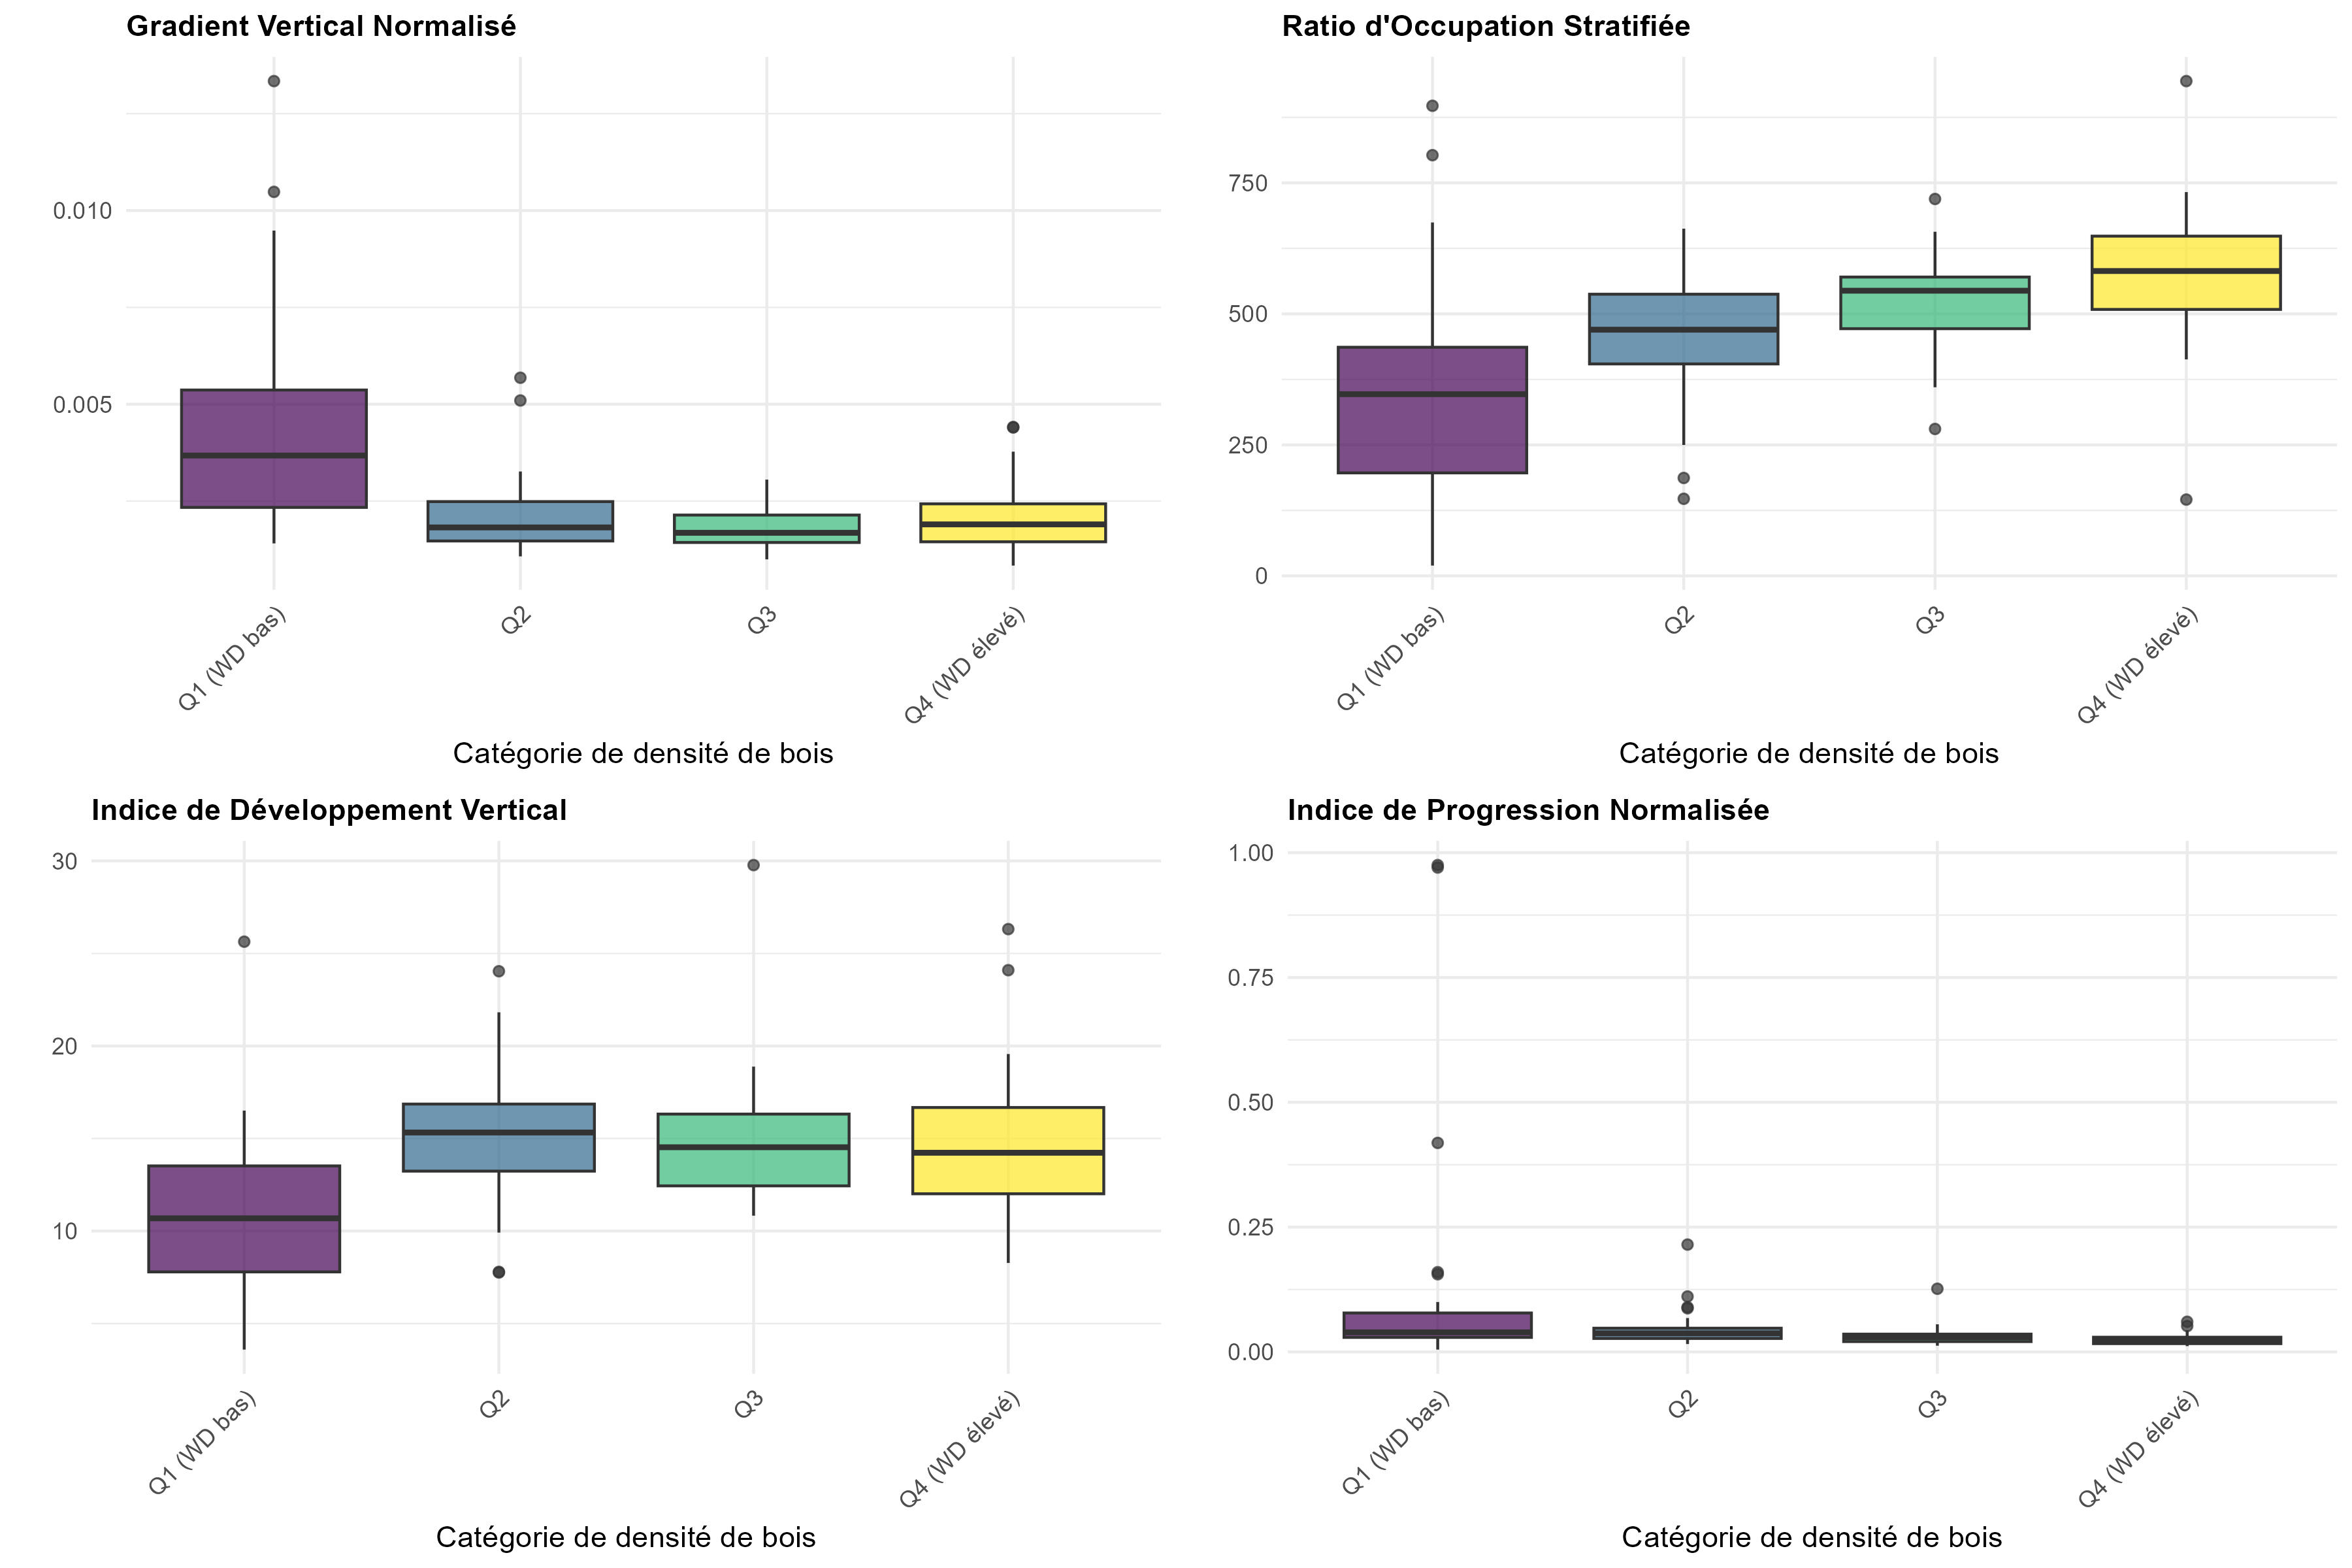 Gradient Vertical Normalisé
0.010
0.005
Q1 (WD bas)
Q2
Q3
Q4 (WD élevé)
Catégorie de densité de bois
Ratio d'Occupation Stratifiée
750
500
250
0
Q1 (WD bas)
Q2
Q3
Q4 (WD élevé)
Catégorie de densité de bois
Indice de Développement Vertical
30
20
10
Q1 (WD bas)
Q2
Q3
Q4 (WD élevé)
Catégorie de densité de bois
Indice de Progression Normalisée
1.00
0.75
0.50
0.25
0.00
Q1 (WD bas)
Q2
Q3
Q4 (WD élevé)
Catégorie de densité de bois